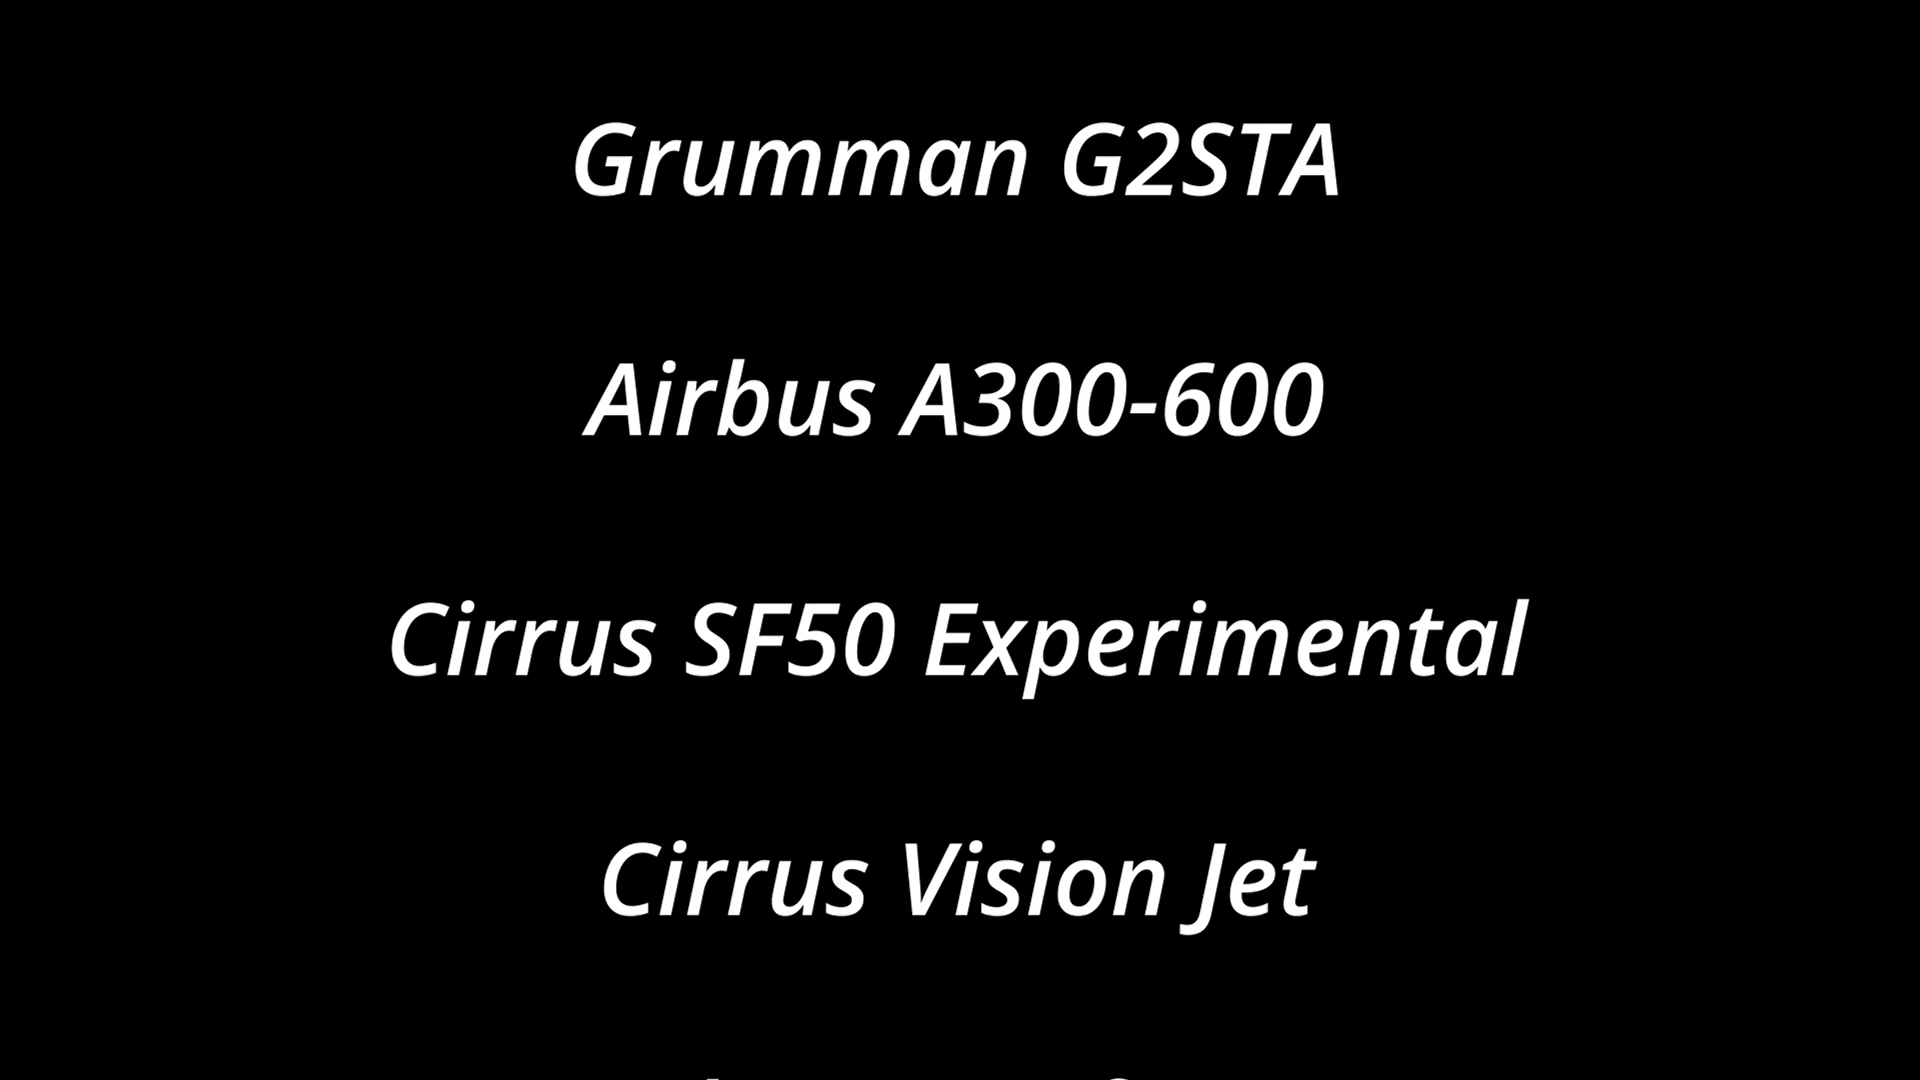 Grumman G2STA
Airbus A300-600
Cirrus SF50 Experimental
Cirrus Vision Jet